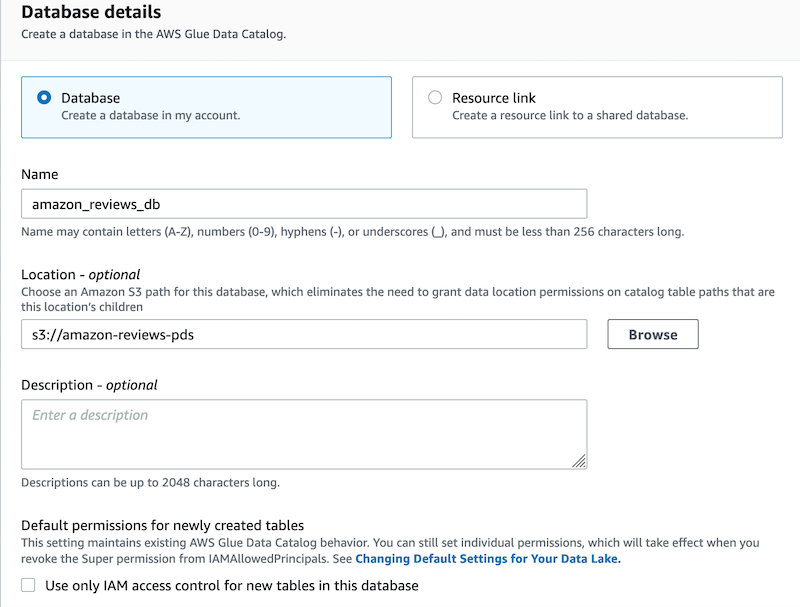 Database details
Create a database in the AWS Glue Data Catalog.
Database
Create a database in my account.
Resource link
Create a resource link to a shared database.
Name
amazon_reviews_db
Name may contain letters (A-Z), numbers (0-9), hyphens (-), or underscores (_), and must be less than 256 characters long.
Location - optional
Choose an Amazon S3 path for this database, which eliminates the need to grant data location permissions on catalog table paths that are
this location's children
s3://amazon-reviews-pds
Browse
Description - optional
Enter a description
Descriptions can be up to 2048 characters long.
Default permissions for newly created tables
This setting maintains existing AWS Glue Data Catalog behavior. You can still set individual permissions, which will take effect when you
revoke the Super permission from IAMAllowedPrincipals. See Changing Default Settings for Your Data Lake.
Use only IAM access control for new tables in this database